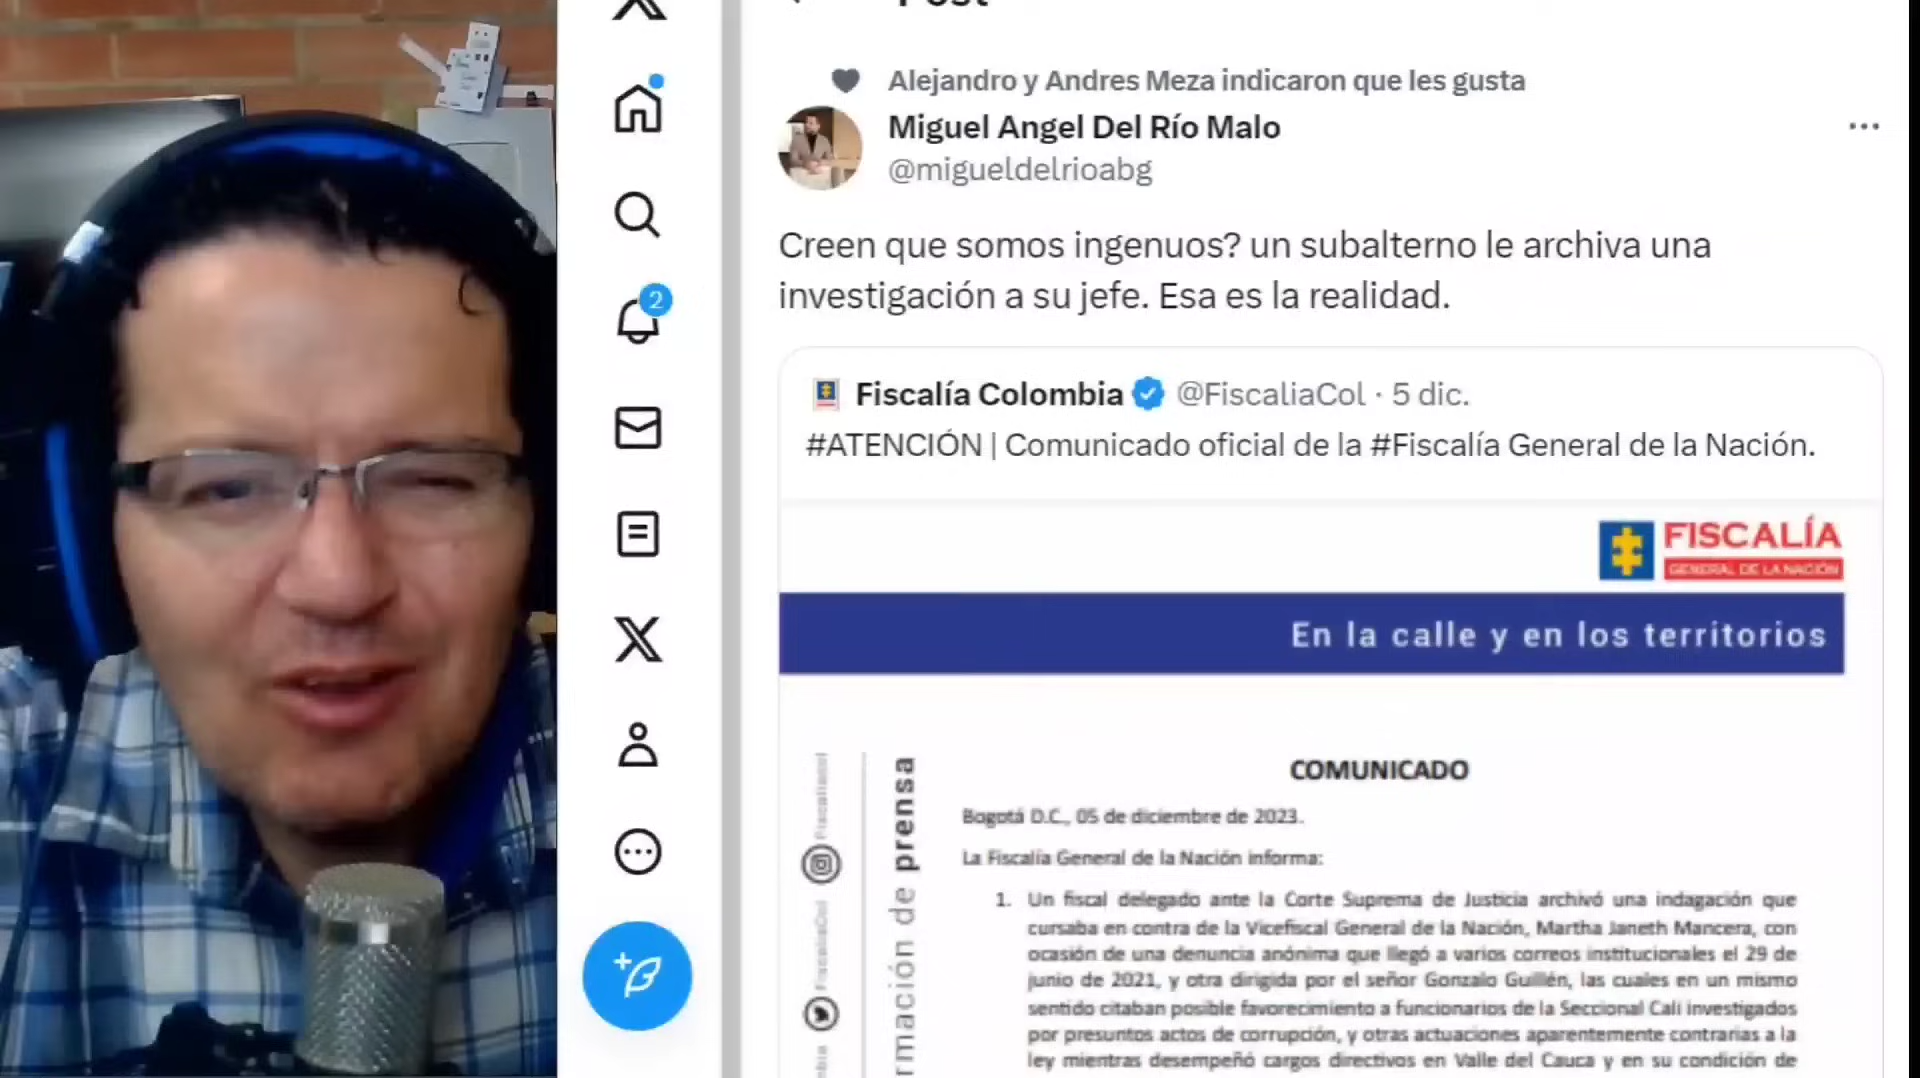 Post
Alejandro y Andres Meza indicaron que les gusta
Miguel Angel Del Río Malo
@migueldelrioabg
Creen que somos ingenuos? un subalterno le archiva una
investigación a su jefe. Esa es la realidad.
2
Fiscalía Colombia @FiscaliaCol · 5 dic.
#ATENCIÓN | Comunicado oficial de la #Fiscalía General de la Nación.
FISCALÍA
GENERAL DE LA NACIÓN
En la calle y en los territorios
COMUNICADO
Bogotá D.C., 05 de diciembre de 2023.
La Fiscalía General de la Nación informa:
1. Un fiscal delegado ante la Corte Suprema de Justicia archivó una indagación que
cursaba en contra de la Vicefiscal General de la Nación, Martha Janeth Mancera, con
ocasión de una denuncia anónima que llegó a varios correos institucionales el 29 de
junio de 2021, y otra dirigida por el señor Gonzalo Guillén, las cuales en un mismo
sentido citaban posible favorecimiento a funcionarios de la Seccional Cali investigados
por presuntos actos de corrupción, y otras actuaciones aparentemente contrarias a la
ley mientras desempeñó cargos directivos en Valle del Cauca y en su condición de
rmación de prensa
Fiscaliacol
FiscaliaCol